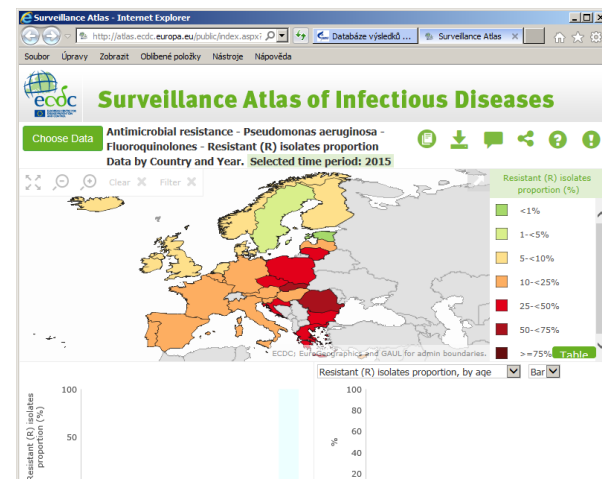 Surveillance Atlas - Internet Explorer
http://atlas.ecdc.europa.eu/public/index.aspx?
Databáze výsledků ...
Surveillance Atlas
Soubor Úpravy Zobrazit Oblíbené položky Nástroje Nápověda
ecdc
Surveillance Atlas of Infectious Diseases
Choose Data
Antimicrobial resistance - Pseudomonas aeruginosa -
Fluoroquinolones - Resistant (R) isolates proportion
Data by Country and Year. Selected time period: 2015
Clear Filter
Resistant (R) isolates
proportion (%)
<1%
1-<5%
5-<10%
10-<25%
25-<50%
50-<75%
>=75%
Table
ECDC: EuroGeographics and GAUL for admin boundaries.
Resistant (R) isolates proportion, by age
Bar
Resistant (R) isolates
proportion (%)
100
50
%
100
80
60
40
20